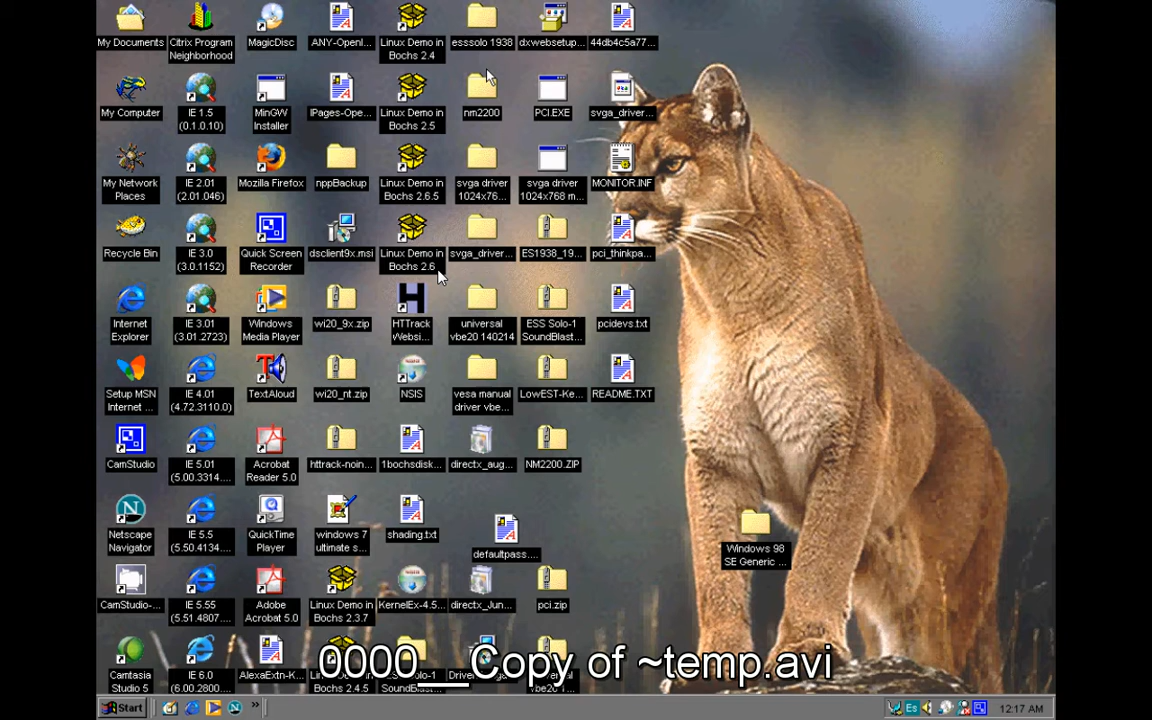 My Documents
Citrix Program
Neighborhood
MagicDisc
ANY-Openl...
Linux Demo in
Bochs 2.4
esssolo 1938
dxwebsetup...
44db4c5a77...
My Computer
IE 1.5
(0.1.0.10)
MinGW
Installer
IPages-Ope...
Linux Demo in
Bochs 2.5
nm2200
PCI.EXE
svga_driver...
My Network
Places
IE 2.01
(2.01.046)
Mozilla Firefox
nppBackup
Linux Demo in
Bochs 2.6.5
svga driver
1024x76...
svga driver
1024x768 m...
MONITOR.INF
Recycle Bin
IE 3.0
(3.0.1152)
Quick Screen
Recorder
dsclient9x.msi
Linux Demo in
Bochs 2.6
svga_driver...
ES1938_19...
pci_thinkpa...
Internet
Explorer
IE 3.01
(3.01.2723)
Windows
Media Player
wi20_9x.zip
HTTrack
Websi...
universal
vbe20 140214
ESS Solo-1
SoundBlast...
pcidevs.txt
Setup MSN
Internet ...
IE 4.01
(4.72.3110.0)
TextAloud
wi20_nt.zip
NSIS
vesa manual
driver vbe...
LowEST-Ke...
README.TXT
CamStudio
IE 5.01
(5.00.3314....
Acrobat
Reader 5.0
httrack-noin...
1bochsdisk...
directx_aug...
NM2200.ZIP
Netscape
Navigator
IE 5.5
(5.50.4134....
QuickTime
Player
windows 7
ultimate s...
shading.txt
defaultpass....
Windows 98
SE Generic ...
CamStudio-...
IE 5.55
(5.51.4807....
Adobe
Acrobat 5.0
Linux Demo in
Bochs 2.3.7
KernelEx-4.5...
directx_Jun...
pci.zip
Camtasia
Studio 5
IE 6.0
(6.00.2800....
AlexaExtn-K...
Bochs 2.4.5
SoundBlast...
0000__Copy of ~temp.avi
Start
Es
12:17 AM